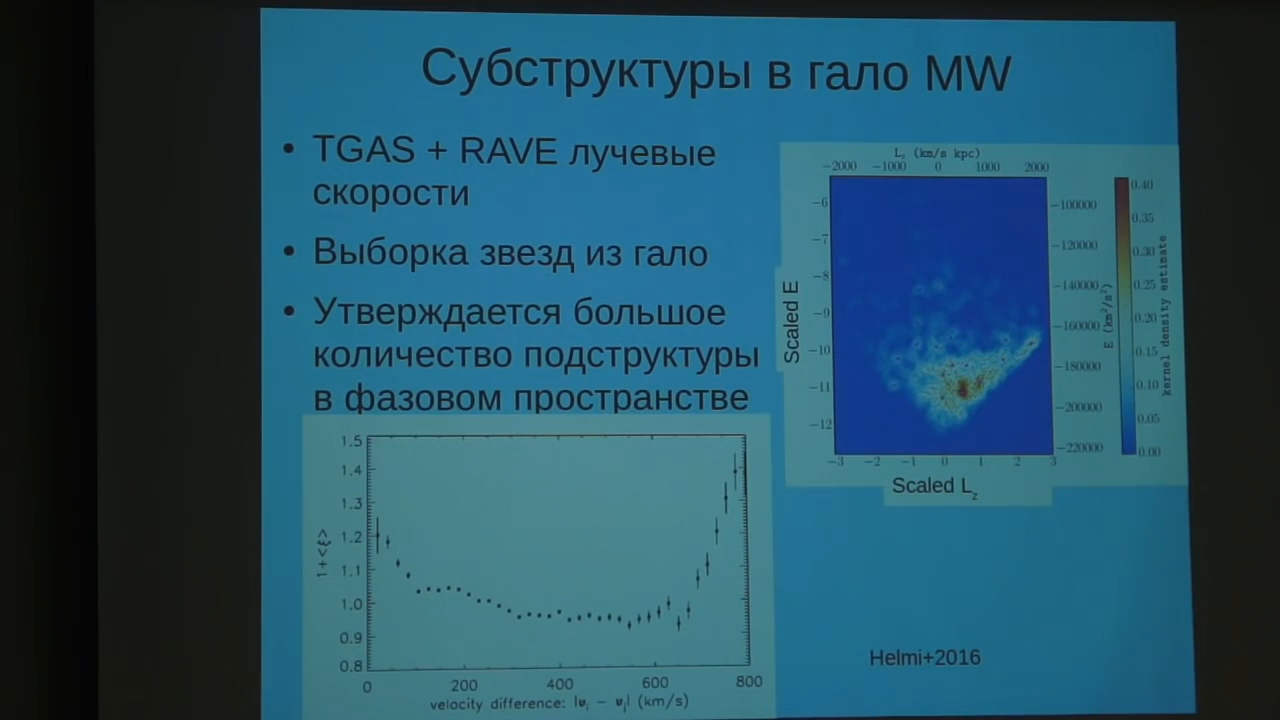 Субструктуры в гало MW
• TGAS + RAVE лучевые
скорости
• Выборка звезд из гало
• Утверждается большое
количество подструктуры
в фазовом пространстве
L_z (km/s kpc)
−2000 −1000 0 1000 2000
−6
−7
−8
−9
−10
−11
−12
Scaled E
−3 −2 −1 0 1 2 3
Scaled L_z
−100000
−120000
−140000
−160000
−180000
−200000
−220000
E (km²/s²)
0.40
0.35
0.30
0.25
0.20
0.15
0.10
0.05
0.00
kernel density estimate
1.5
1.4
1.3
1.2
1.1
1.0
0.9
0.8
1+<ξ>
0 200 400 600 800
velocity difference: |v_i − v_j| (km/s)
Helmi+2016